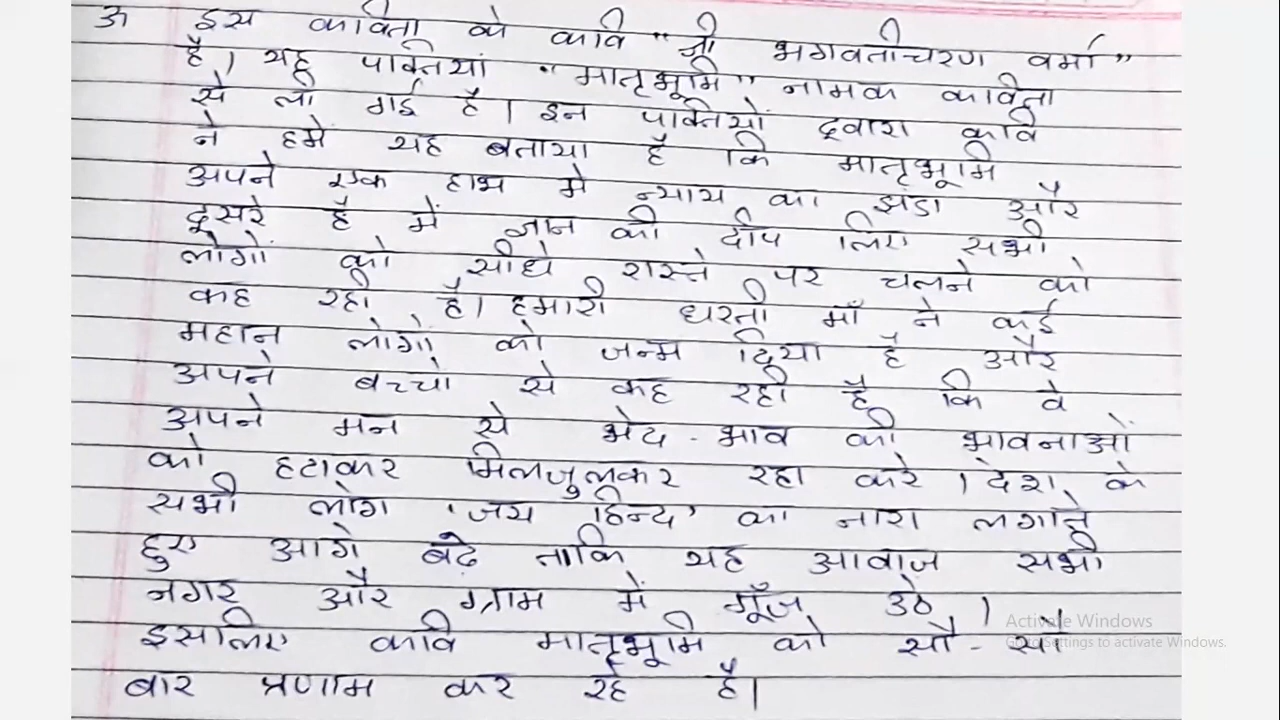 अ इस कविता के कवि "श्री भगवतीचरण वर्मा"
है। यह पंक्तियां "मातृभूमि" नामक कविता
से ली गई है। इन पंक्तियों द्वारा कवि
ने हमें यह बताया है कि मातृभूमि
अपने एक हाथ में न्याय का झंडा और
दूसरे है में ज्ञान की दीप लिए सभी
लोगों को सीधे रास्ते पर चलने को
कह रही है। हमारी धरती माँ ने कई
महान लोगों को जन्म दिया है और
अपने बच्चों से कह रही है कि वे
अपने मन से भेद-भाव की भावनाओं
को हटाकर मिलजुलकर रहा करे। देश के
सभी लोग 'जय हिन्द' का नारा लगाते
हुए आगे बढ़े ताकि यह आवाज सभी
नगर और ग्राम में गूँज उठे।
Activate Windows
Go to Settings to activate Windows.
इसलिए कवि मातृभूमि को सौ-सौ
बार प्रणाम कर रहे है।